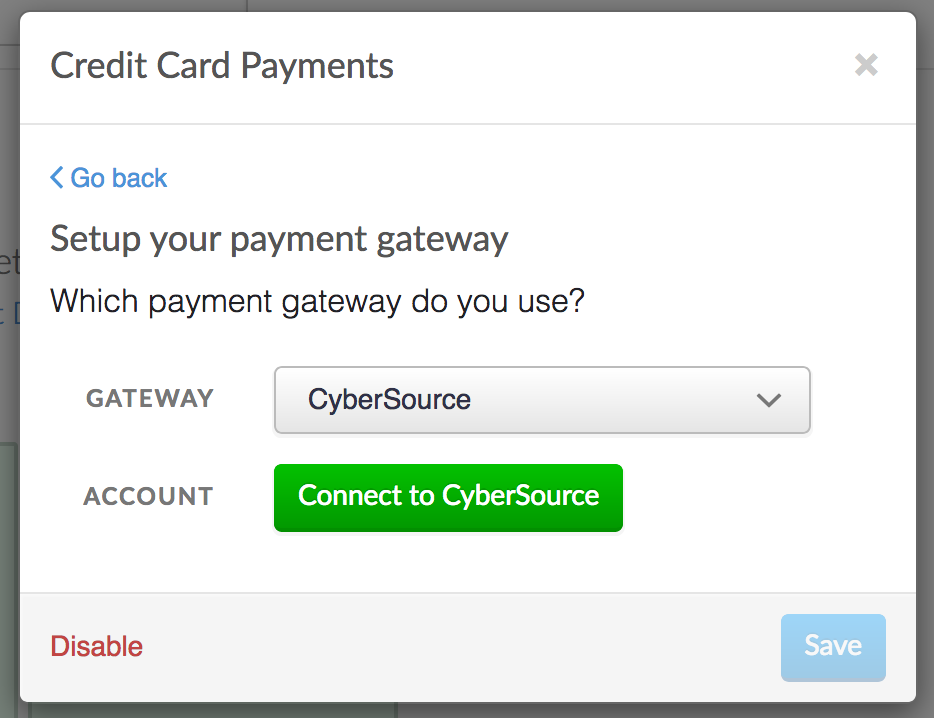 Credit Card Payments
Go back
Setup your payment gateway
Which payment gateway do you use?
GATEWAY CyberSource
ACCOUNT Connect to CyberSource
Disable Save